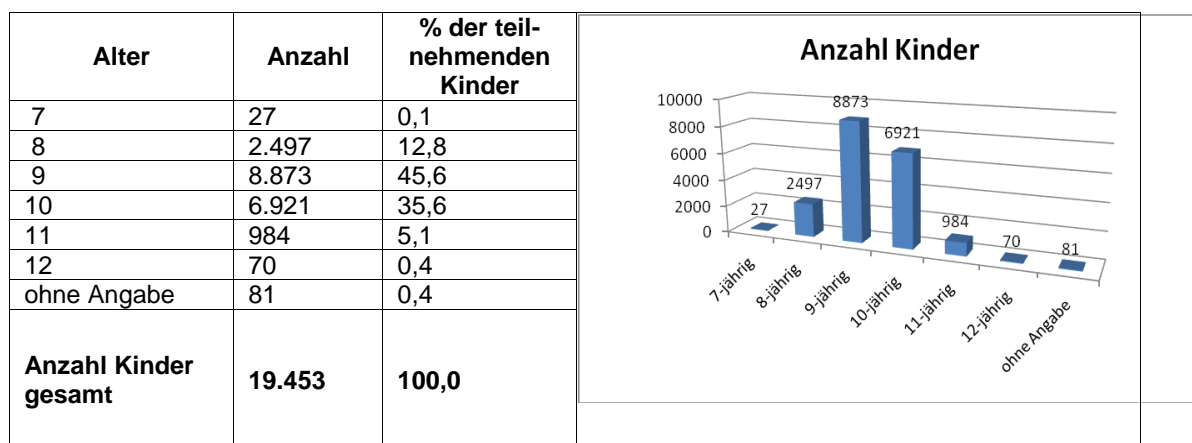 Alter Anzahl % der teil-
nehmenden
Kinder
7 27 0,1
8 2.497 12,8
9 8.873 45,6
10 6.921 35,6
11 984 5,1
12 70 0,4
ohne Angabe 81 0,4
Anzahl Kinder
gesamt 19.453 100,0
Anzahl Kinder
10000
8000
6000
4000
2000
0
27
2497
8873
6921
984
70
81
7-jährig
8-jährig
9-jährig
10-jährig
11-jährig
12-jährig
ohne Angabe